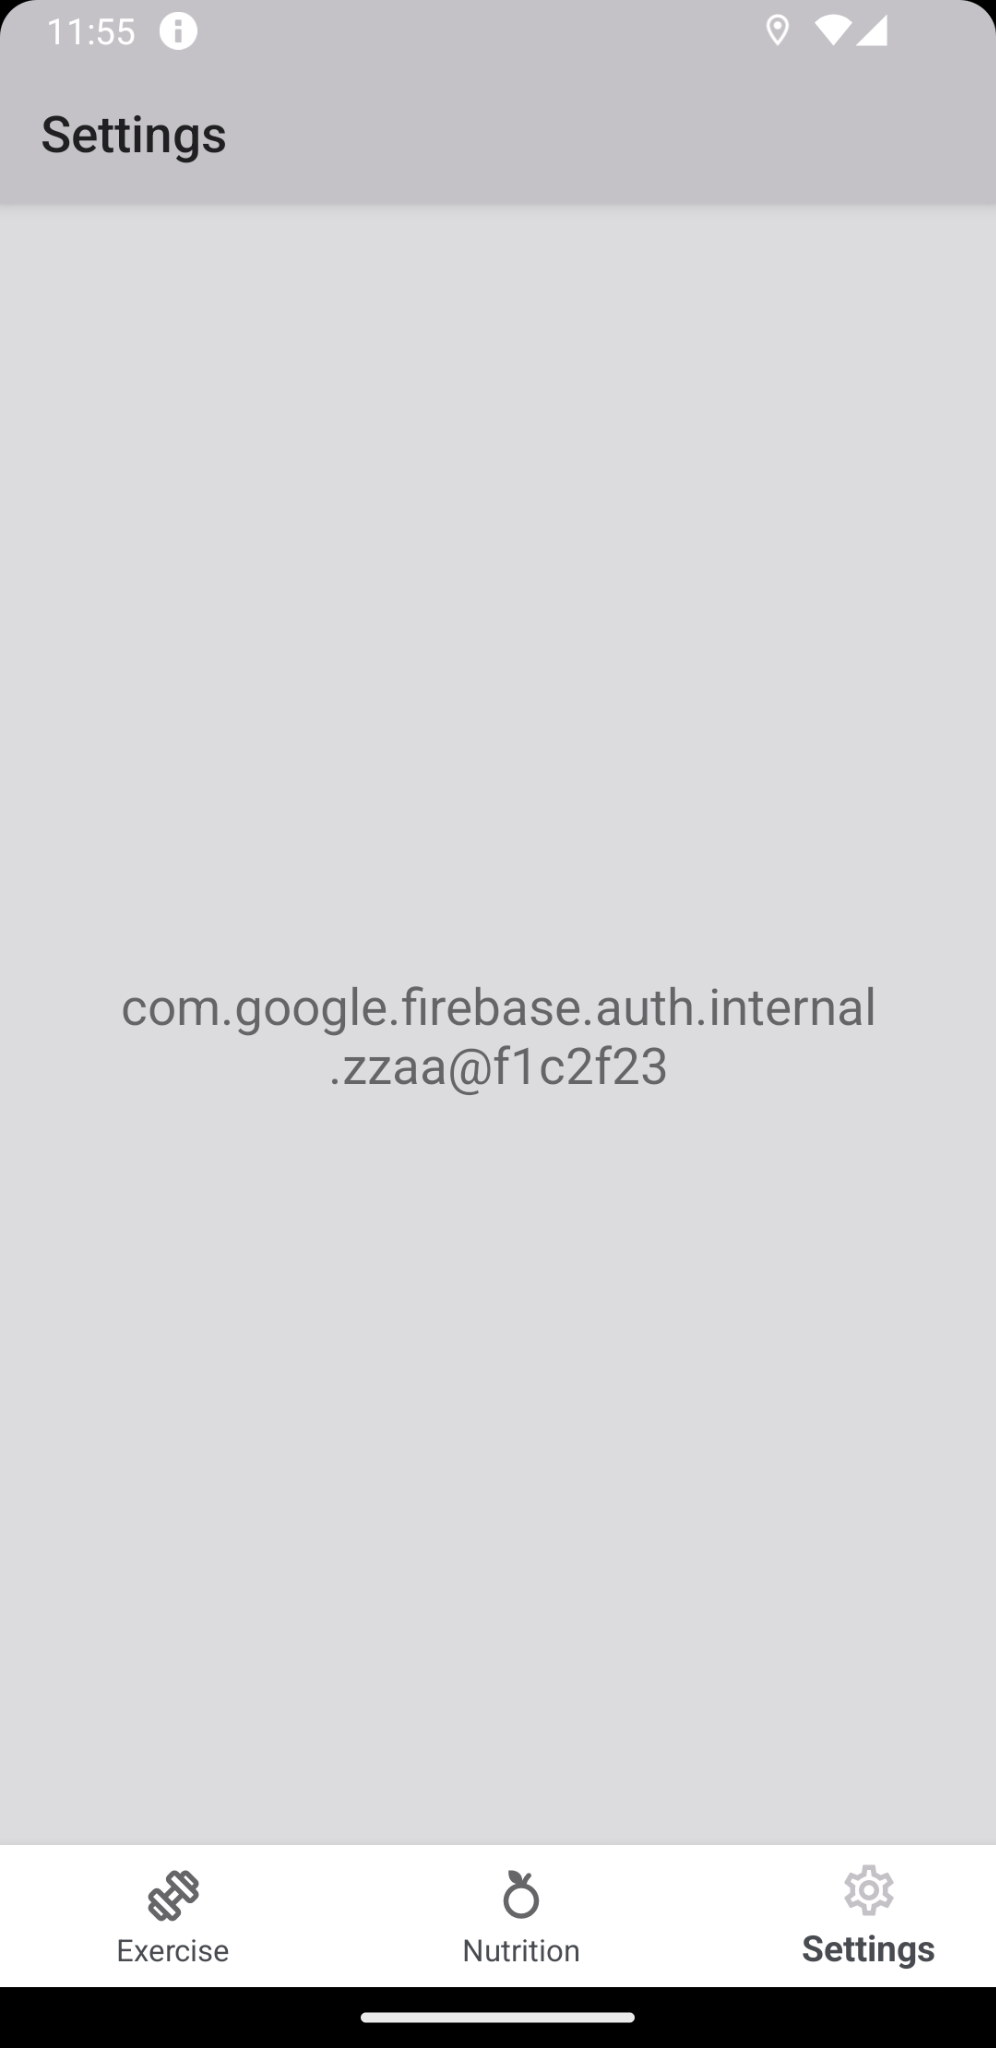 11:55
Settings
com.google.firebase.auth.internal
.zzaa@f1c2f23
Exercise
Nutrition
Settings